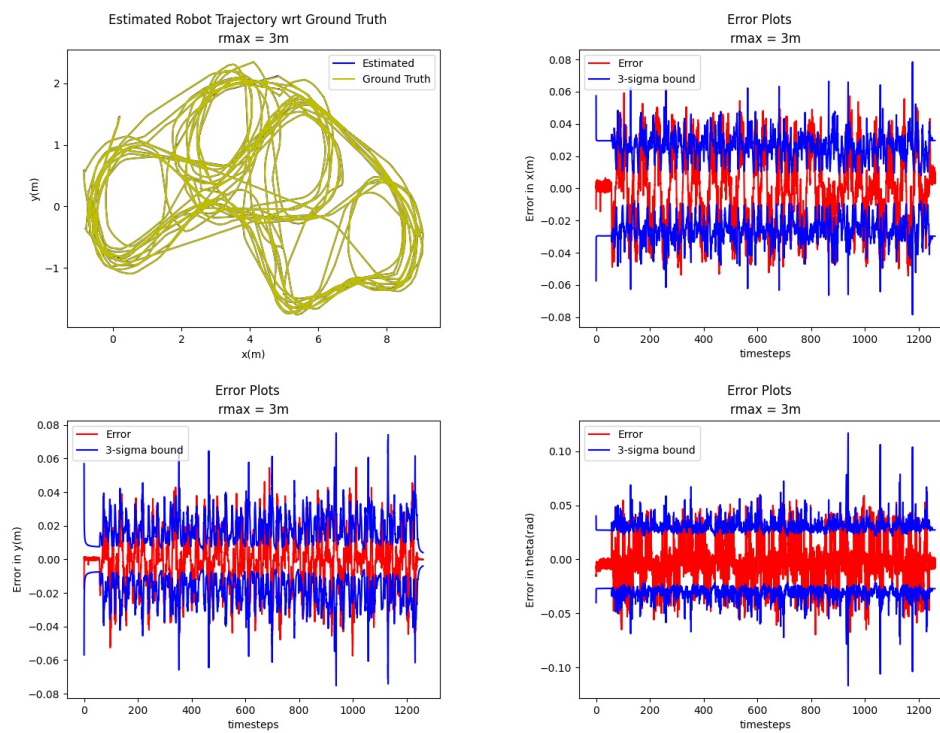 Estimated Robot Trajectory wrt Ground Truth
rmax = 3m
Estimated
Ground Truth
2
1
0
−1
y(m)
0
2
4
6
8
x(m)
Error Plots
rmax = 3m
Error
3-sigma bound
0.08
0.06
0.04
0.02
0.00
−0.02
−0.04
−0.06
−0.08
Error in x(m)
0
200
400
600
800
1000
1200
timesteps
Error Plots
rmax = 3m
Error
3-sigma bound
0.08
0.06
0.04
0.02
0.00
−0.02
−0.04
−0.06
−0.08
Error in y(m)
0
200
400
600
800
1000
1200
timesteps
Error Plots
rmax = 3m
Error
3-sigma bound
0.10
0.05
0.00
−0.05
−0.10
Error in theta(rad)
0
200
400
600
800
1000
1200
timesteps